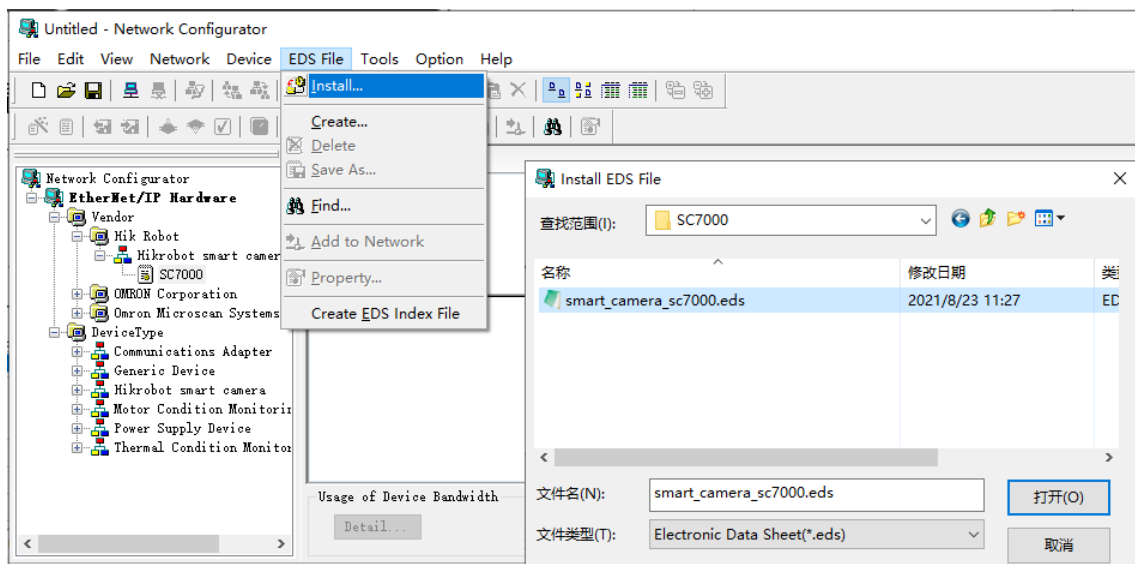 Untitled - Network Configurator
File Edit View Network Device EDS File Tools Option Help
Install...
Create...
Delete
Save As...
Find...
Add to Network
Property...
Create EDS Index File
Network Configurator
EtherNet/IP Hardware
Vendor
Hik Robot
Hikrobot smart camer
SC7000
OMRON Corporation
Omron Microscan Systems
DeviceType
Communications Adapter
Generic Device
Hikrobot smart camera
Motor Condition Monitorin
Power Supply Device
Thermal Condition Monitor
Usage of Device Bandwidth
Detail...
Install EDS File
查找范围(I): SC7000
名称 修改日期 类型
smart_camera_sc7000.eds 2021/8/23 11:27 ED
文件名(N): smart_camera_sc7000.eds 打开(O)
文件类型(T): Electronic Data Sheet(*.eds) 取消